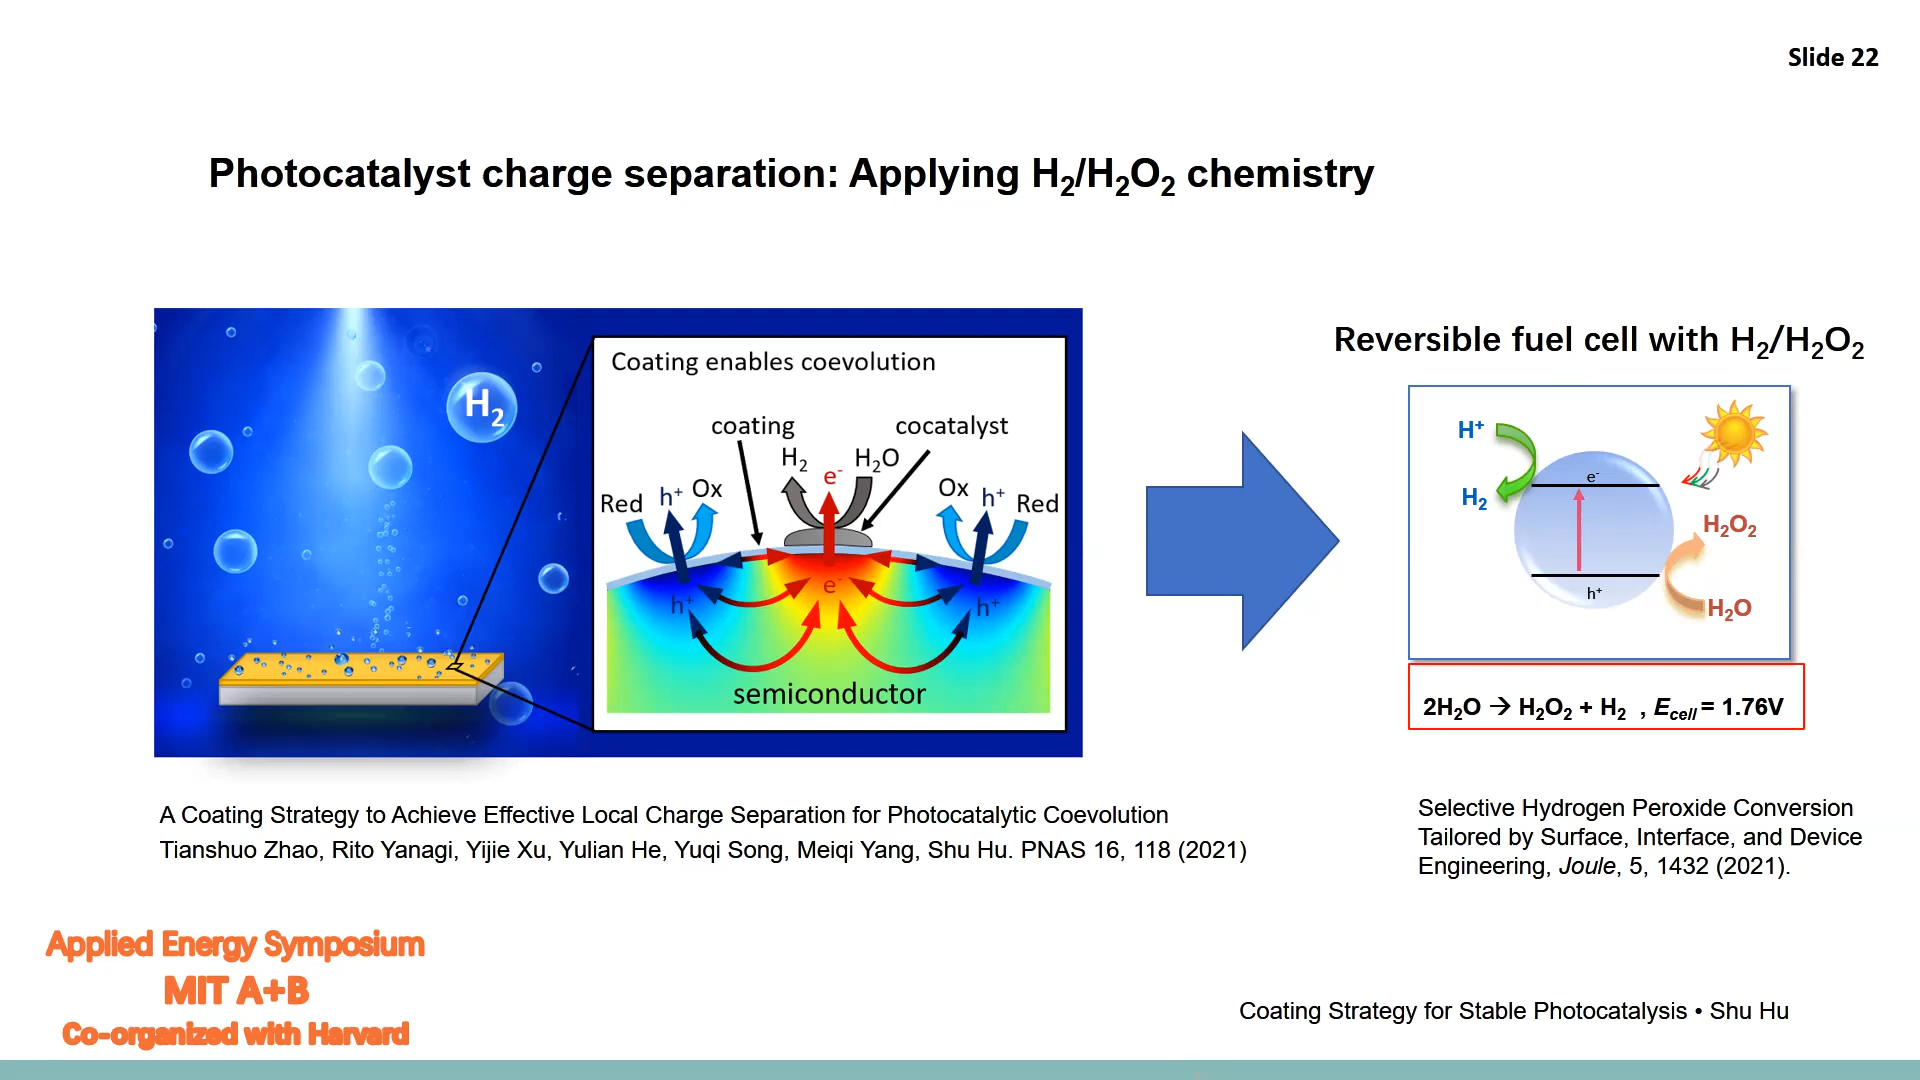 Slide 22
Photocatalyst charge separation: Applying H₂/H₂O₂ chemistry
H₂
Coating enables coevolution
coating
cocatalyst
H₂
e⁻
H₂O
Red
h⁺
Ox
Ox
h⁺
Red
h⁺
e⁻
h⁺
semiconductor
Reversible fuel cell with H₂/H₂O₂
H⁺
H₂
e⁻
h⁺
H₂O₂
H₂O
2H₂O → H₂O₂ + H₂ , E_cell = 1.76V
A Coating Strategy to Achieve Effective Local Charge Separation for Photocatalytic Coevolution
Tianshuo Zhao, Rito Yanagi, Yijie Xu, Yulian He, Yuqi Song, Meiqi Yang, Shu Hu. PNAS 16, 118 (2021)
Selective Hydrogen Peroxide Conversion
Tailored by Surface, Interface, and Device
Engineering, Joule, 5, 1432 (2021).
Applied Energy Symposium
MIT A+B
Co-organized with Harvard
Coating Strategy for Stable Photocatalysis • Shu Hu